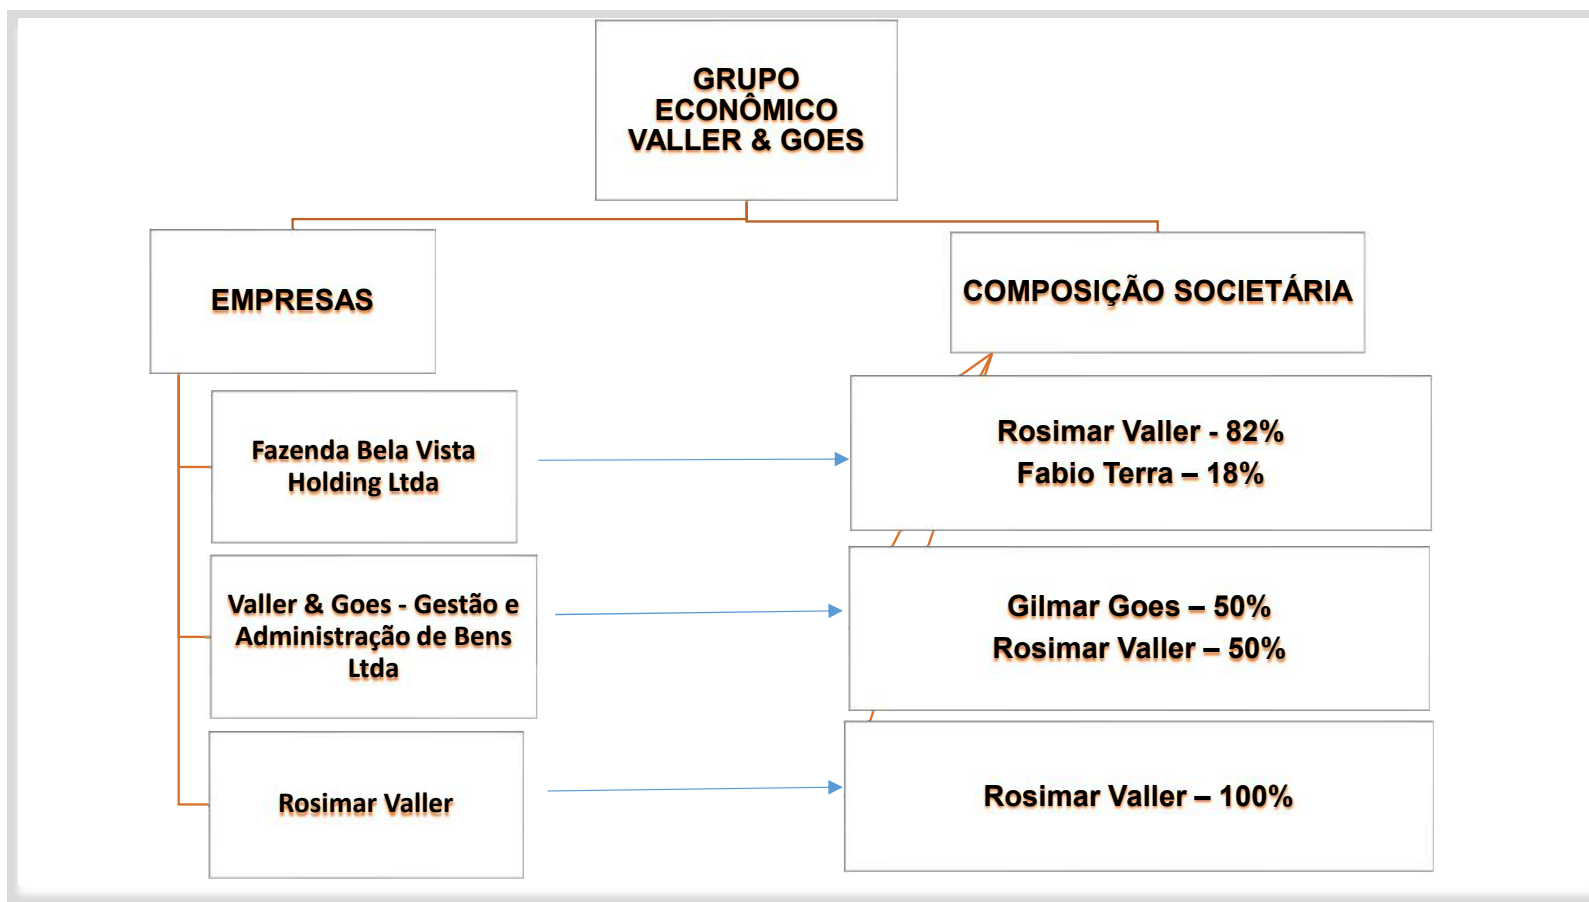 GRUPO
ECONÔMICO
VALLER & GOES
EMPRESAS
COMPOSIÇÃO SOCIETÁRIA
Fazenda Bela Vista
Holding Ltda
Rosimar Valler - 82%
Fabio Terra – 18%
Valler & Goes - Gestão e
Administração de Bens
Ltda
Gilmar Goes – 50%
Rosimar Valler – 50%
Rosimar Valler
Rosimar Valler – 100%